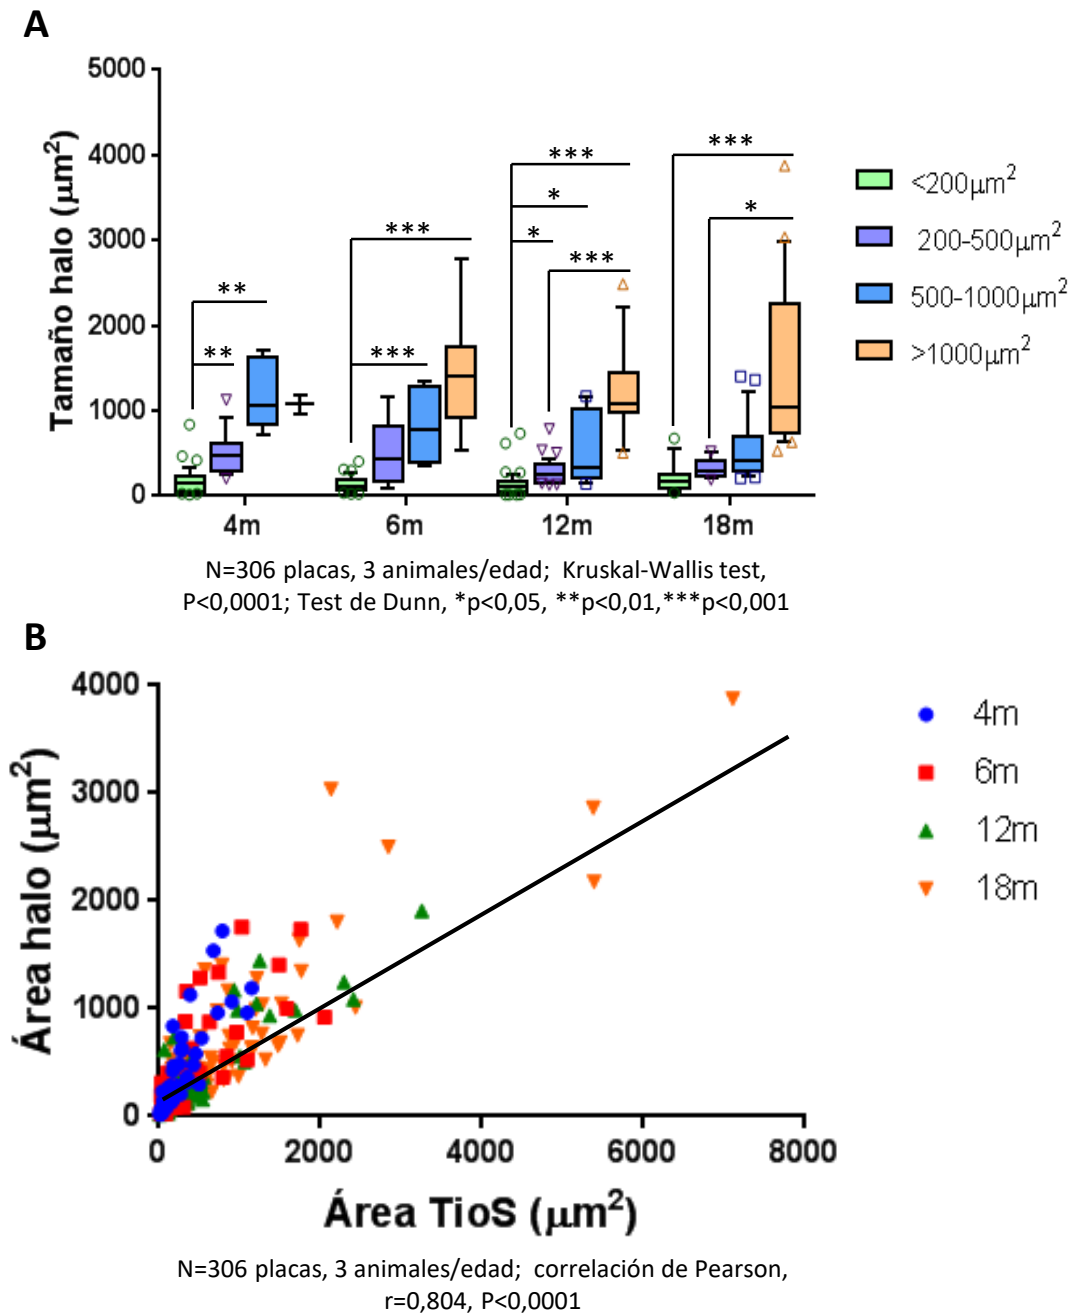 A
Tamaño halo (μm²)
5000
4000
3000
2000
1000
0
**
**
***
***
***
*
*
***
***
*
4m 6m 12m 18m
<200μm²
200-500μm²
500-1000μm²
>1000μm²
N=306 placas, 3 animales/edad; Kruskal-Wallis test,
P<0,0001; Test de Dunn, *p<0,05, **p<0,01,***p<0,001
B
Área halo (μm²)
4000
3000
2000
1000
0
0 2000 4000 6000 8000
Área TioS (μm²)
4m
6m
12m
18m
N=306 placas, 3 animales/edad; correlación de Pearson,
r=0,804, P<0,0001